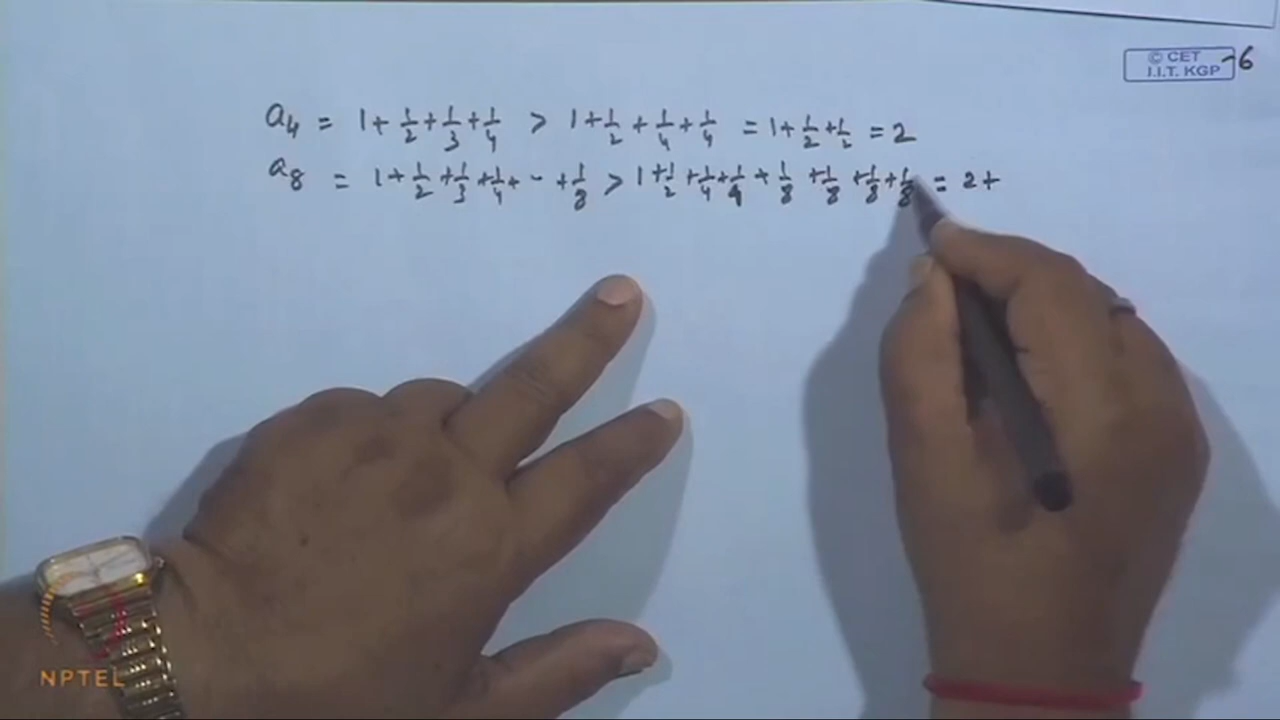 © CET
I.I.T. KGP
-6
a4 = 1 + 1/2 + 1/3 + 1/4 > 1 + 1/2 + 1/4 + 1/4 = 1 + 1/2 + 1/2 = 2
a8 = 1 + 1/2 + 1/3 + 1/4 + -- + 1/8 > 1 + 1/2 + 1/4 + 1/4 + 1/8 + 1/8 + 1/8 + 1/8 = 2 +
NPTEL